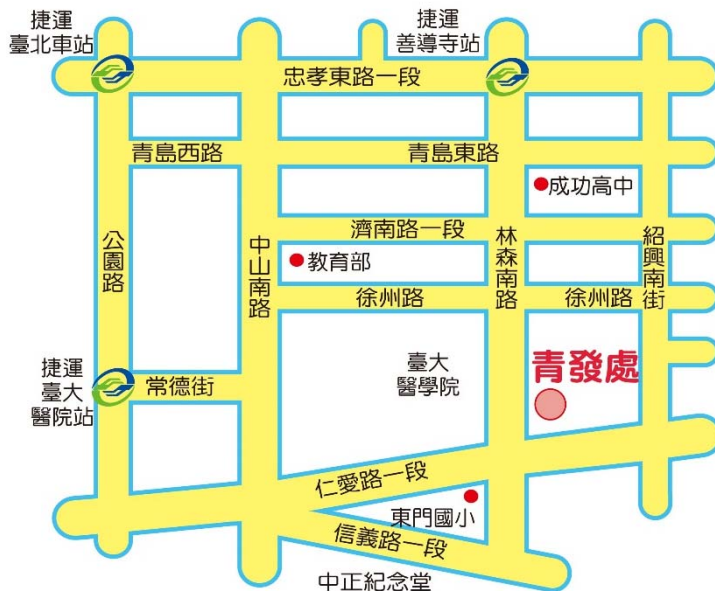 捷運
臺北車站
捷運
善導寺站
忠孝東路一段
青島西路
青島東路
成功高中
濟南路一段
公園路
中山南路
教育部
林森南路
紹興南街
徐州路
徐州路
捷運
臺大
醫院站
常德街
臺大
醫學院
青發處
仁愛路一段
東門國小
信義路一段
中正紀念堂